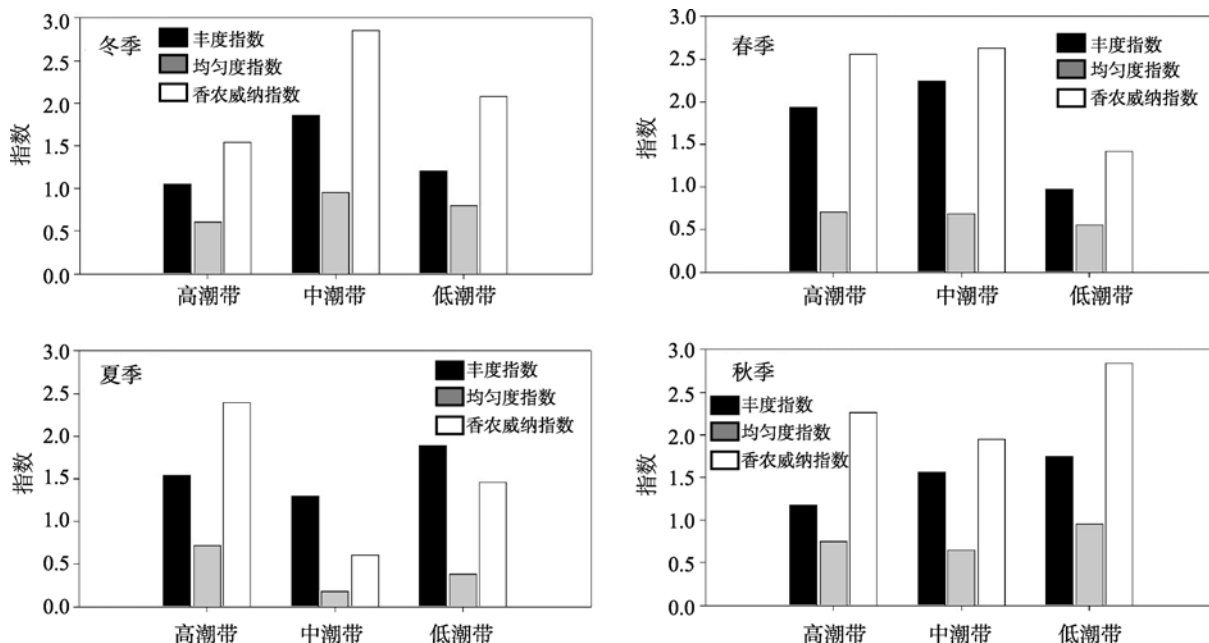 冬季
丰度指数
均匀度指数
香农威纳指数
指数
3.0
2.5
2.0
1.5
1.0
0.5
0.0
高潮带 中潮带 低潮带
春季
丰度指数
均匀度指数
香农威纳指数
指数
3.0
2.5
2.0
1.5
1.0
0.5
0.0
高潮带 中潮带 低潮带
夏季
丰度指数
均匀度指数
香农威纳指数
指数
3.0
2.5
2.0
1.5
1.0
0.5
0.0
高潮带 中潮带 低潮带
秋季
丰度指数
均匀度指数
香农威纳指数
指数
3.0
2.5
2.0
1.5
1.0
0.5
0.0
高潮带 中潮带 低潮带